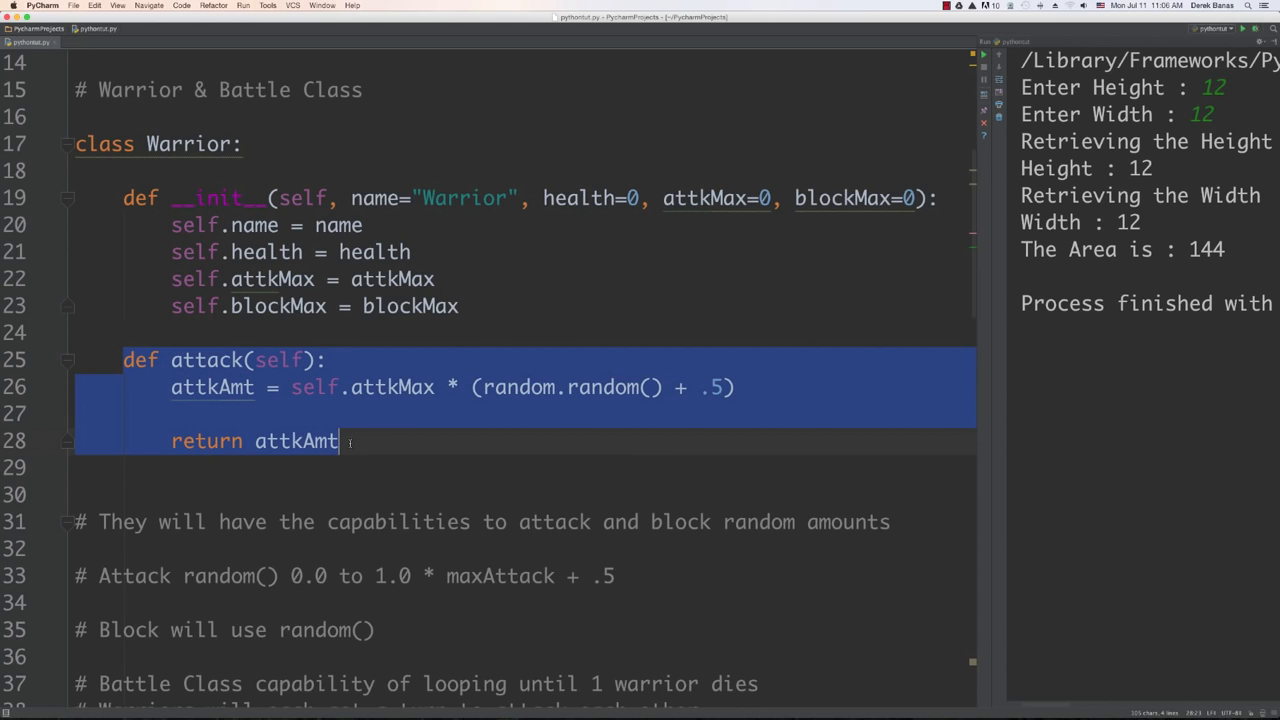 PyCharm File Edit View Navigate Code Refactor Run Tools VCS Window Help
10
Mon Jul 11 11:06 AM Derek Banas
pythontut.py - PycharmProjects - [~/PycharmProjects]
PycharmProjects pythontut.py
pythontut
pythontut.py
Run pythontut
14
15 # Warrior & Battle Class
16
17 class Warrior:
18
19 def __init__(self, name="Warrior", health=0, attkMax=0, blockMax=0):
20 self.name = name
21 self.health = health
22 self.attkMax = attkMax
23 self.blockMax = blockMax
24
25 def attack(self):
26 attkAmt = self.attkMax * (random.random() + .5)
27
28 return attkAmt
29
30
31 # They will have the capabilities to attack and block random amounts
32
33 # Attack random() 0.0 to 1.0 * maxAttack + .5
34
35 # Block will use random()
36
37 # Battle Class capability of looping until 1 warrior dies
/Library/Frameworks/Py
Enter Height : 12
Enter Width : 12
Retrieving the Height
Height : 12
Retrieving the Width
Width : 12
The Area is : 144
Process finished with
105 chars, 4 lines 28:23 LF÷ UTF-8÷